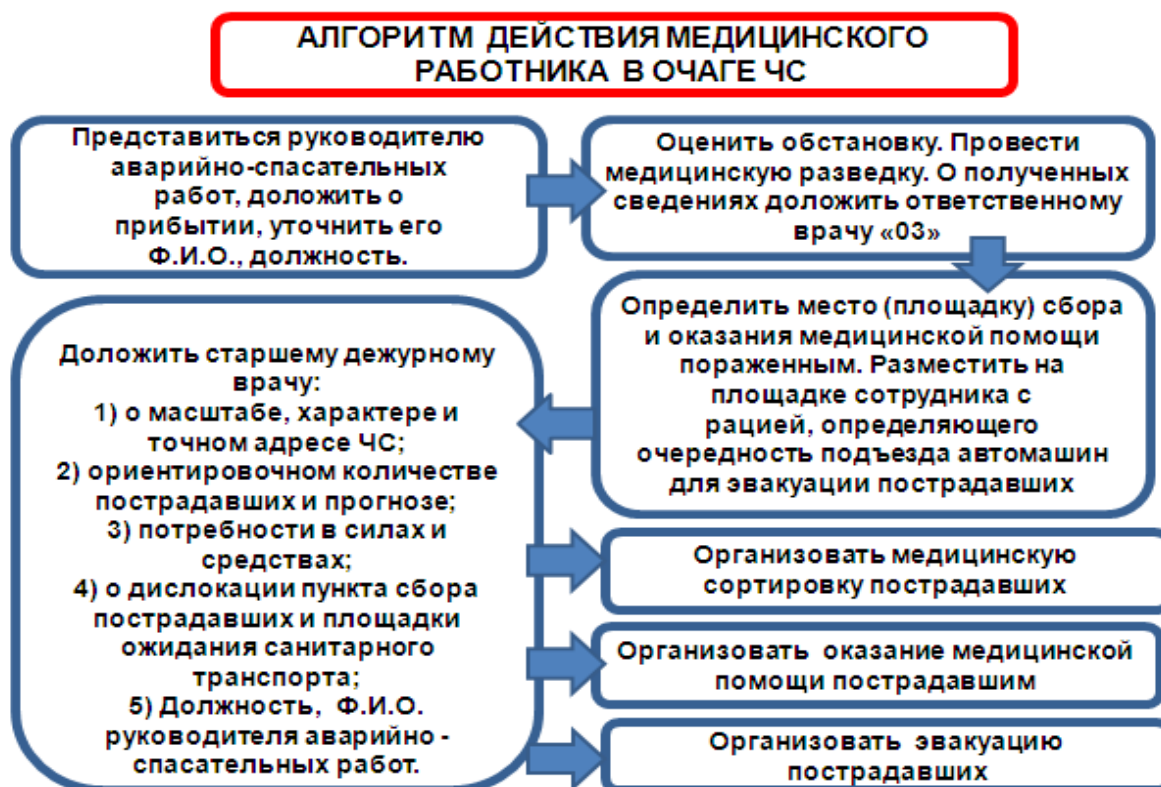 АЛГОРИТМ ДЕЙСТВИЯ МЕДИЦИНСКОГО
РАБОТНИКА В ОЧАГЕ ЧС
Представиться руководителю
аварийно-спасательных
работ, доложить о
прибытии, уточнить его
Ф.И.О., должность.
Оценить обстановку. Провести
медицинскую разведку. О полученных
сведениях доложить ответственному
врачу «03»
Определить место (площадку) сбора
и оказания медицинской помощи
пораженным. Разместить на
площадке сотрудника с
рацией, определяющего
очередность подъезда автомашин
для эвакуации пострадавших
Доложить старшему дежурному
врачу:
1) о масштабе, характере и
точном адресе ЧС;
2) ориентировочном количестве
пострадавших и прогнозе;
3) потребности в силах и
средствах;
4) о дислокации пункта сбора
пострадавших и площадки
ожидания санитарного
транспорта;
5) Должность, Ф.И.О.
руководителя аварийно -
спасательных работ.
Организовать медицинскую
сортировку пострадавших
Организовать оказание медицинской
помощи пострадавшим
Организовать эвакуацию
пострадавших